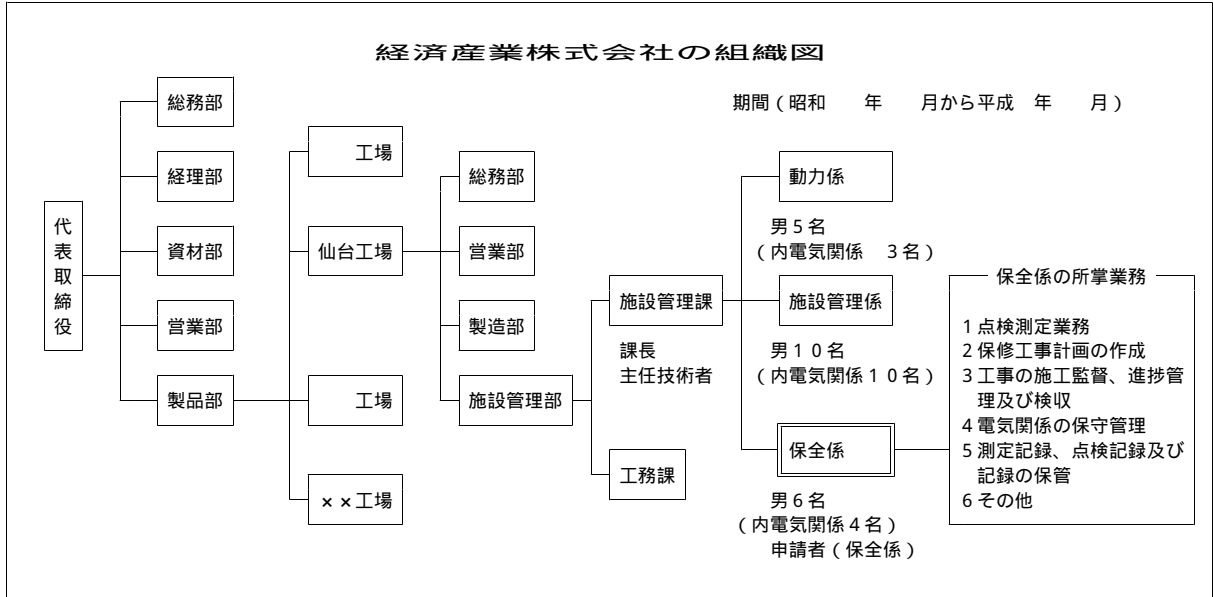 経済産業株式会社の組織図
期間(昭和　　年　　月から平成　年　　月)
代表取締役
総務部
経理部
資材部
営業部
製品部
工場
仙台工場
工場
××工場
総務部
営業部
製造部
施設管理部
施設管理課
課長
主任技術者
工務課
動力係
男5名
(内電気関係　3名)
施設管理係
男10名
(内電気関係10名)
保全係
男6名
(内電気関係4名)
申請者(保全係)
保全係の所掌業務
1点検測定業務
2保修工事計画の作成
3工事の施工監督、進捗管
理及び検収
4電気関係の保守管理
5測定記録、点検記録及び
記録の保管
6その他